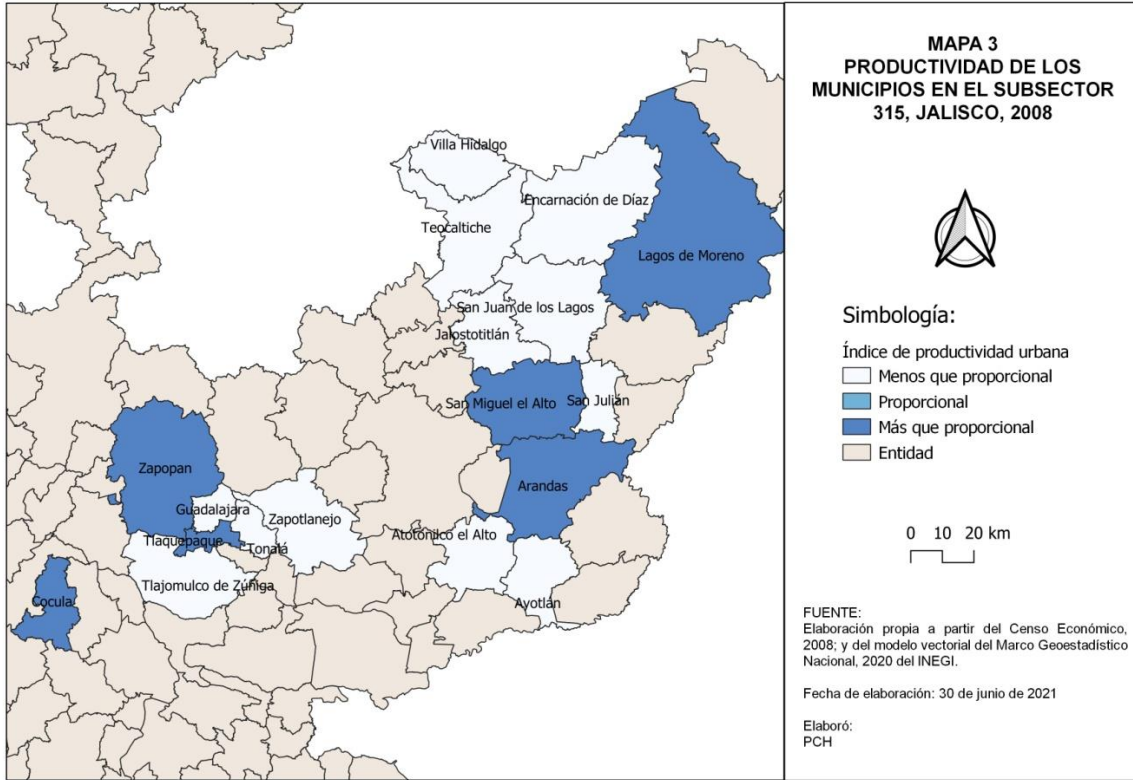 Villa Hidalgo
Encarnación de Díaz
Teocaltiche
Lagos de Moreno
San Juan de los Lagos
Jalostotitlán
San Miguel el Alto
San Julián
Zapopan
Arandas
Guadalajara
Zapotlanejo
Atotonilco el Alto
Tlaquepaque
Tonalá
Tlajomulco de Zúñiga
Cocula
Ayotlán
MAPA 3
PRODUCTIVIDAD DE LOS
MUNICIPIOS EN EL SUBSECTOR
315, JALISCO, 2008
Simbología:
Índice de productividad urbana
Menos que proporcional
Proporcional
Más que proporcional
Entidad
0 10 20 km
FUENTE:
Elaboración propia a partir del Censo Económico,
2008; y del modelo vectorial del Marco Geoestadístico
Nacional, 2020 del INEGI.
Fecha de elaboración: 30 de junio de 2021
Elaboró:
PCH